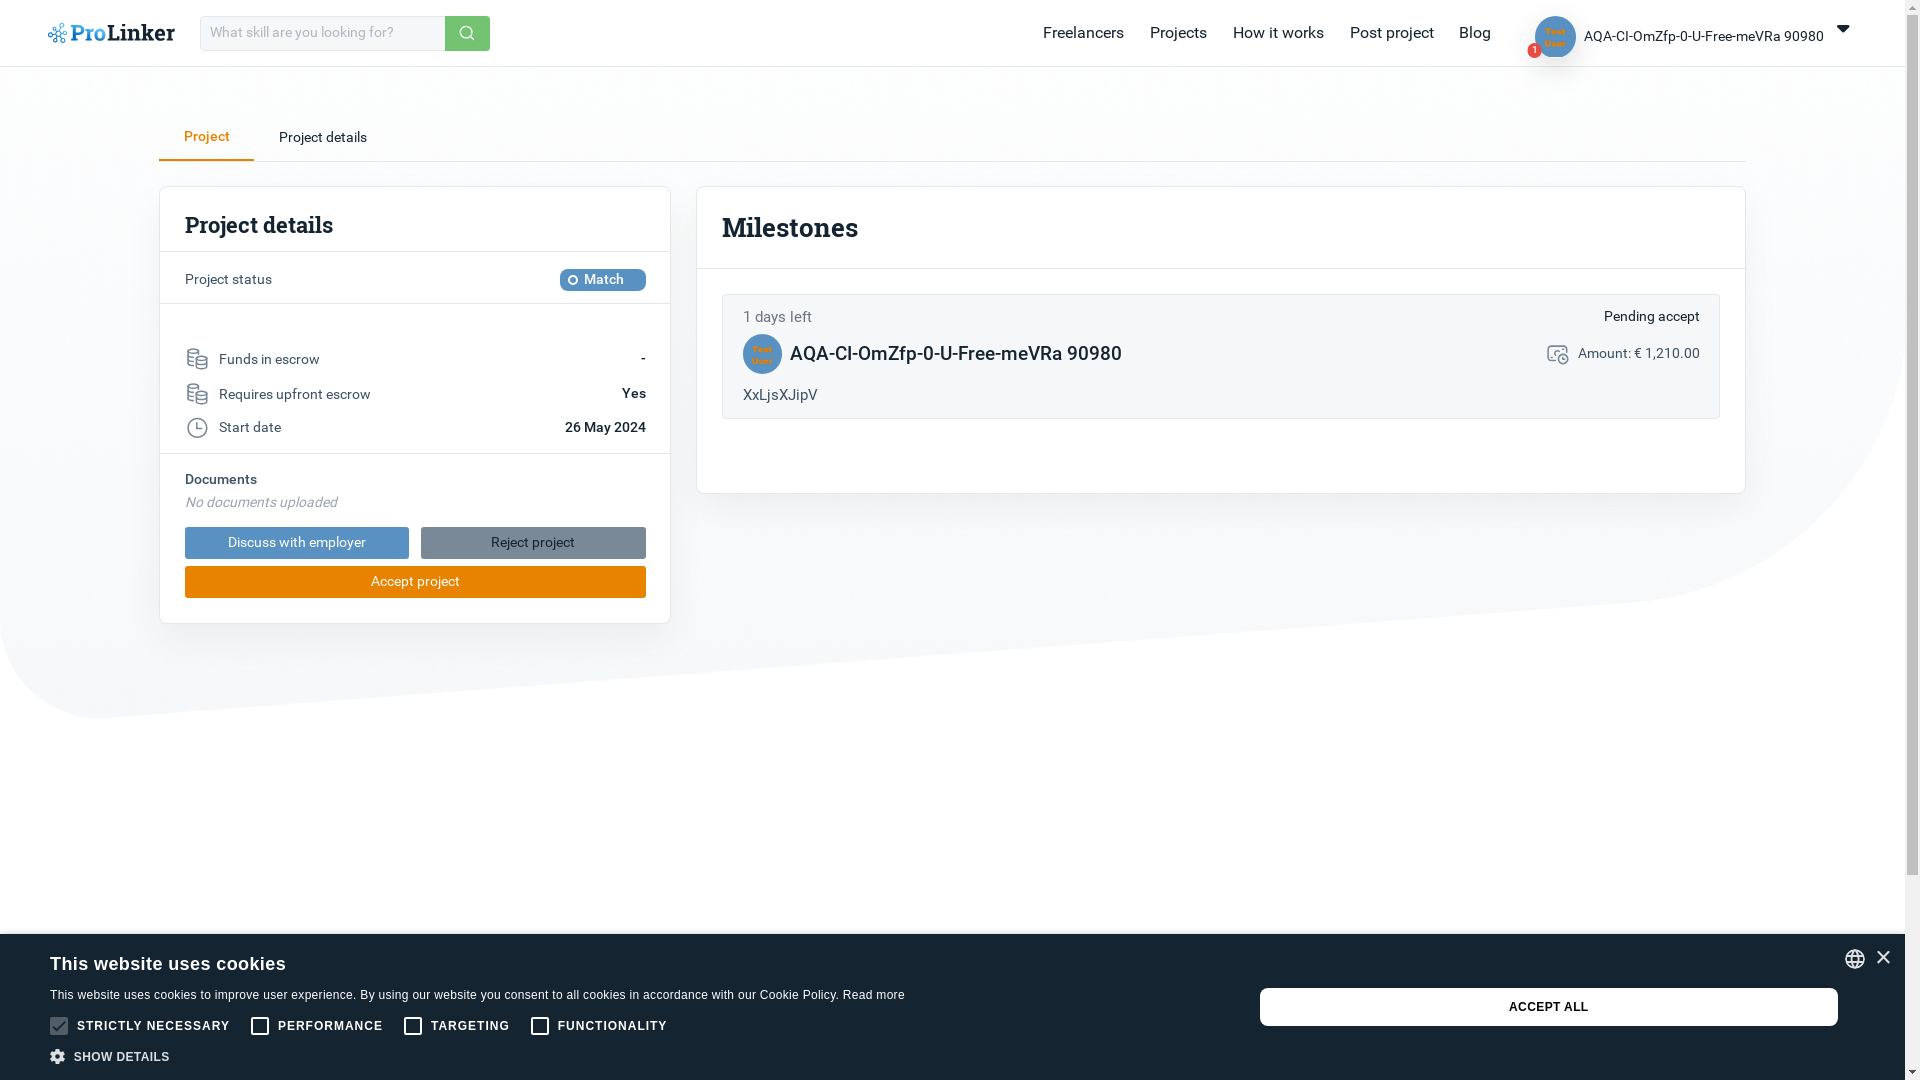 ProLinker
What skill are you looking for?
Freelancers
Projects
How it works
Post project
Blog
Test
User
1
AQA-CI-OmZfp-0-U-Free-meVRa 90980
Project
Project details
Project details
Project status
Match
Funds in escrow
-
Requires upfront escrow
Yes
Start date
26 May 2024
Documents
No documents uploaded
Discuss with employer
Reject project
Accept project
Milestones
1 days left
Pending accept
Test
User
AQA-CI-OmZfp-0-U-Free-meVRa 90980
Amount: € 1,210.00
XxLjsXJipV
This website uses cookies
This website uses cookies to improve user experience. By using our website you consent to all cookies in accordance with our Cookie Policy. Read more
STRICTLY NECESSARY
PERFORMANCE
TARGETING
FUNCTIONALITY
SHOW DETAILS
ACCEPT ALL